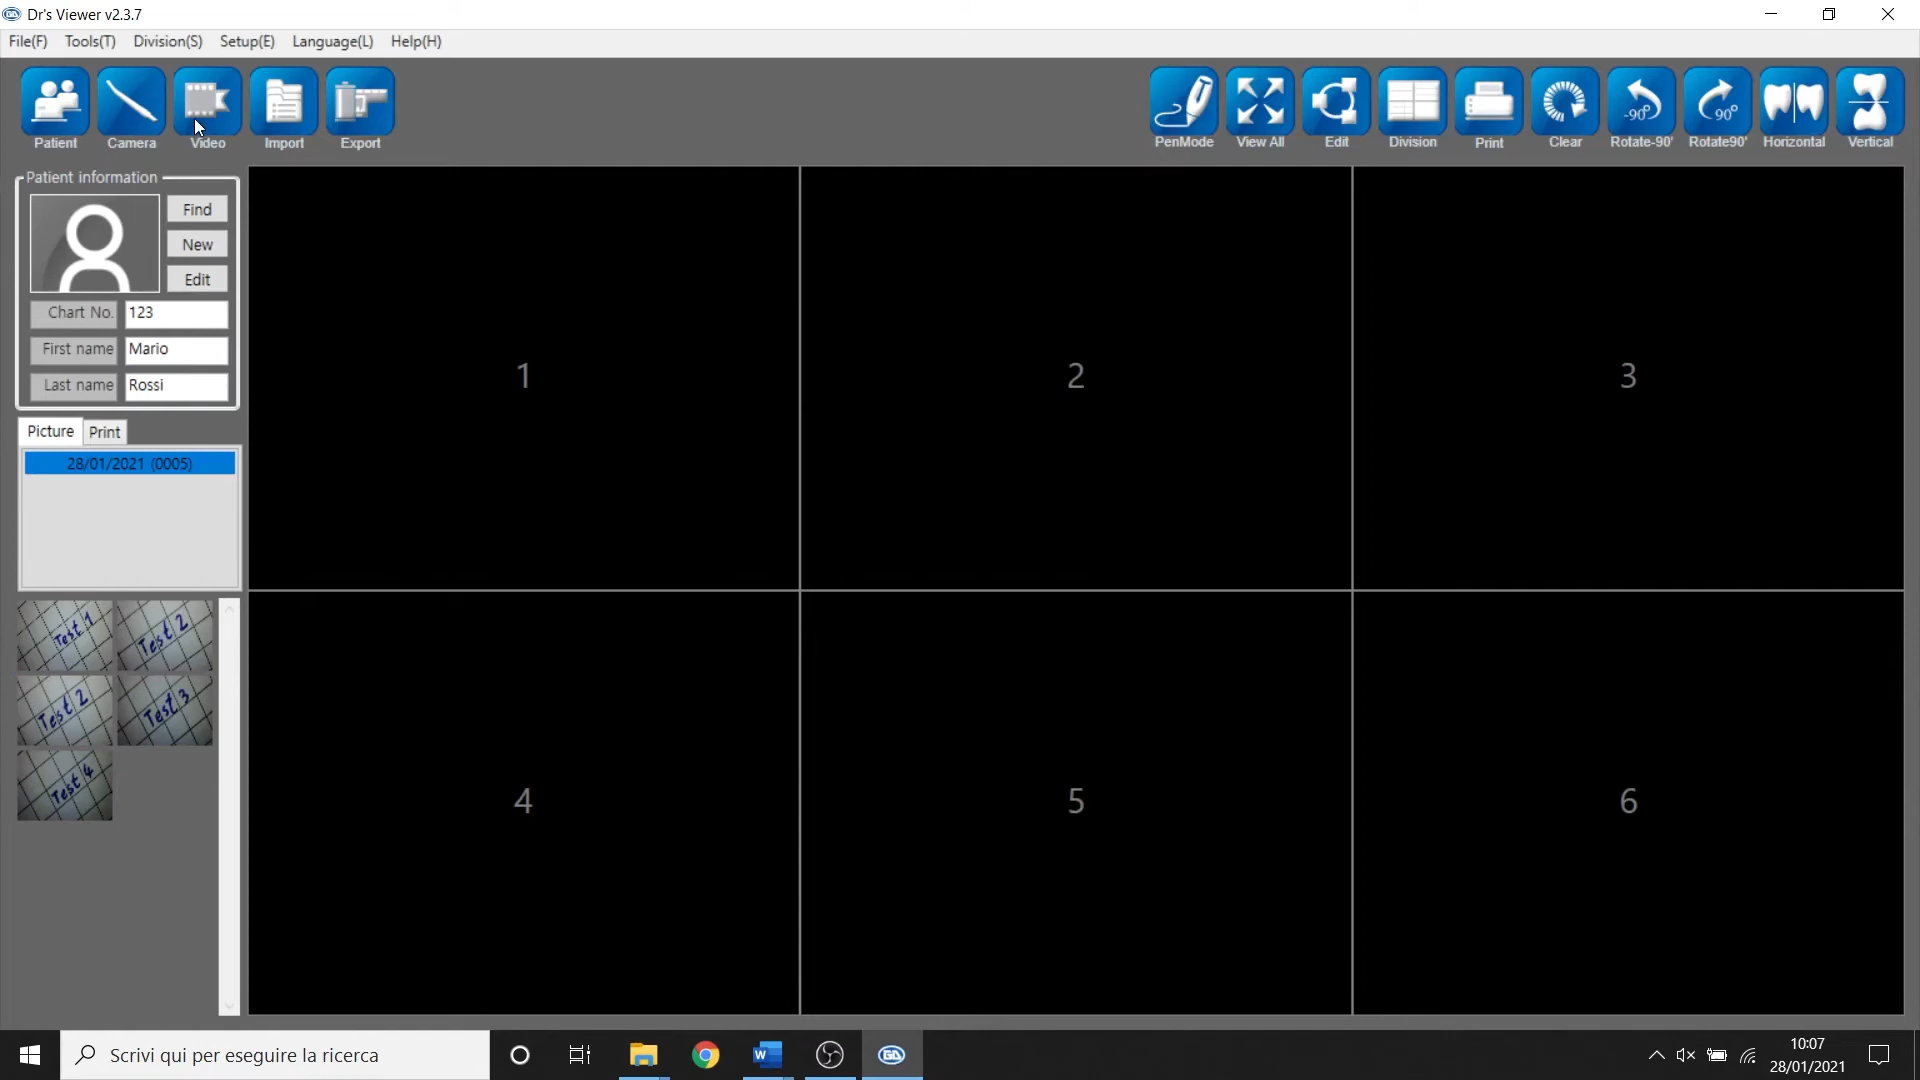 Dr's Viewer v2.3.7
File(F) Tools(T) Division(S) Setup(E) Language(L) Help(H)
Patient Camera Video Import Export PenMode View All Edit Division Print Clear Rotate-90' Rotate90' Horizontal Vertical
-90° 90°
Patient information
Find
New
Edit
Chart No. 123
First name Mario
Last name Rossi
Picture Print
28/01/2021 (0005)
1 2 3
Test 1 Test 2
Test 2 Test 3
Test 4
4 5 6
Scrivi qui per eseguire la ricerca
W
10:07
28/01/2021